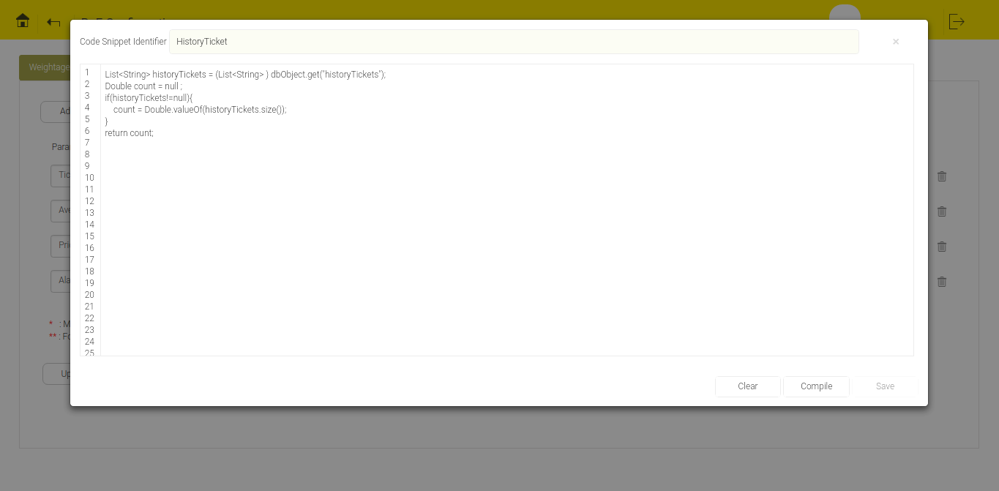 Code Snippet Identifier HistoryTicket ×
Weightage
1 List<String> historyTickets = (List<String> ) dbObject.get("historyTickets");
2 Double count = null ;
3 if(historyTickets!=null){
4 count = Double.valueOf(historyTickets.size());
5 }
6 return count;
7
8
9
10
11
12
13
14
15
16
17
18
19
20
21
22
23
24
25
Clear Compile Save